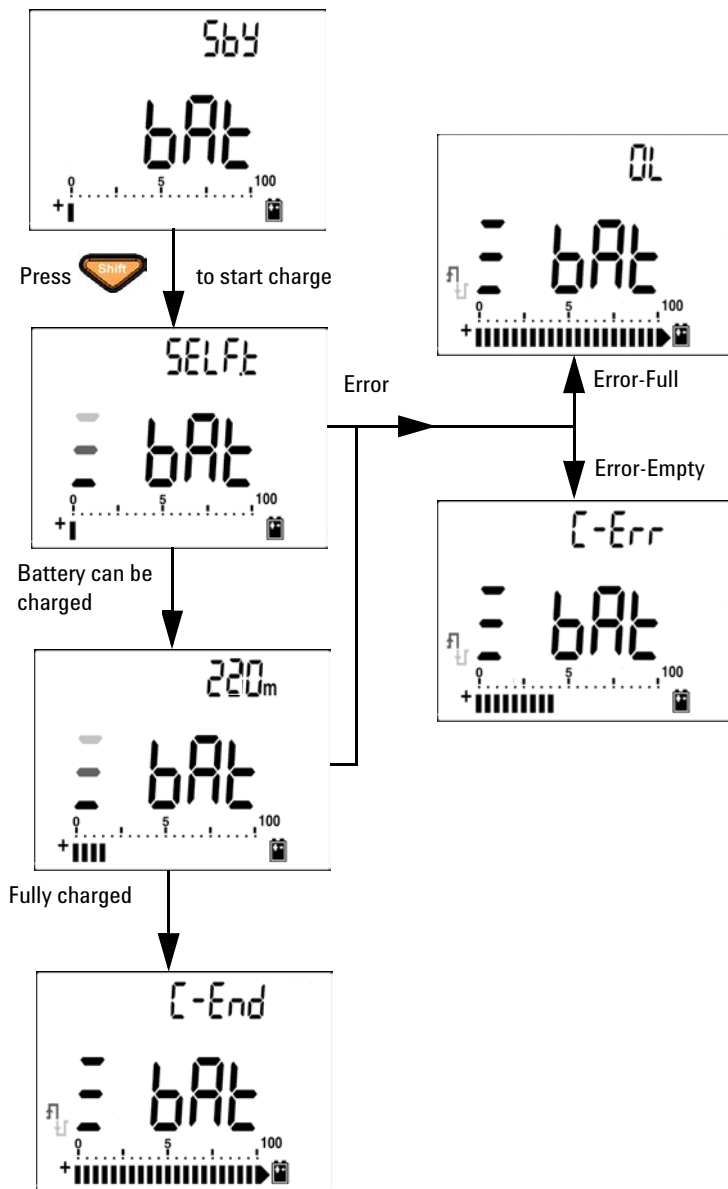 Sby
bAt
0 5 100
+
Press Shift to start charge
SELF.t
bAt
0 5 100
+
Battery can be
charged
220m
bAt
0 5 100
+
Fully charged
C-End
bAt
0 5 100
+
Error
OL
bAt
0 5 100
+
Error-Full
Error-Empty
C-Err
bAt
0 5 100
+